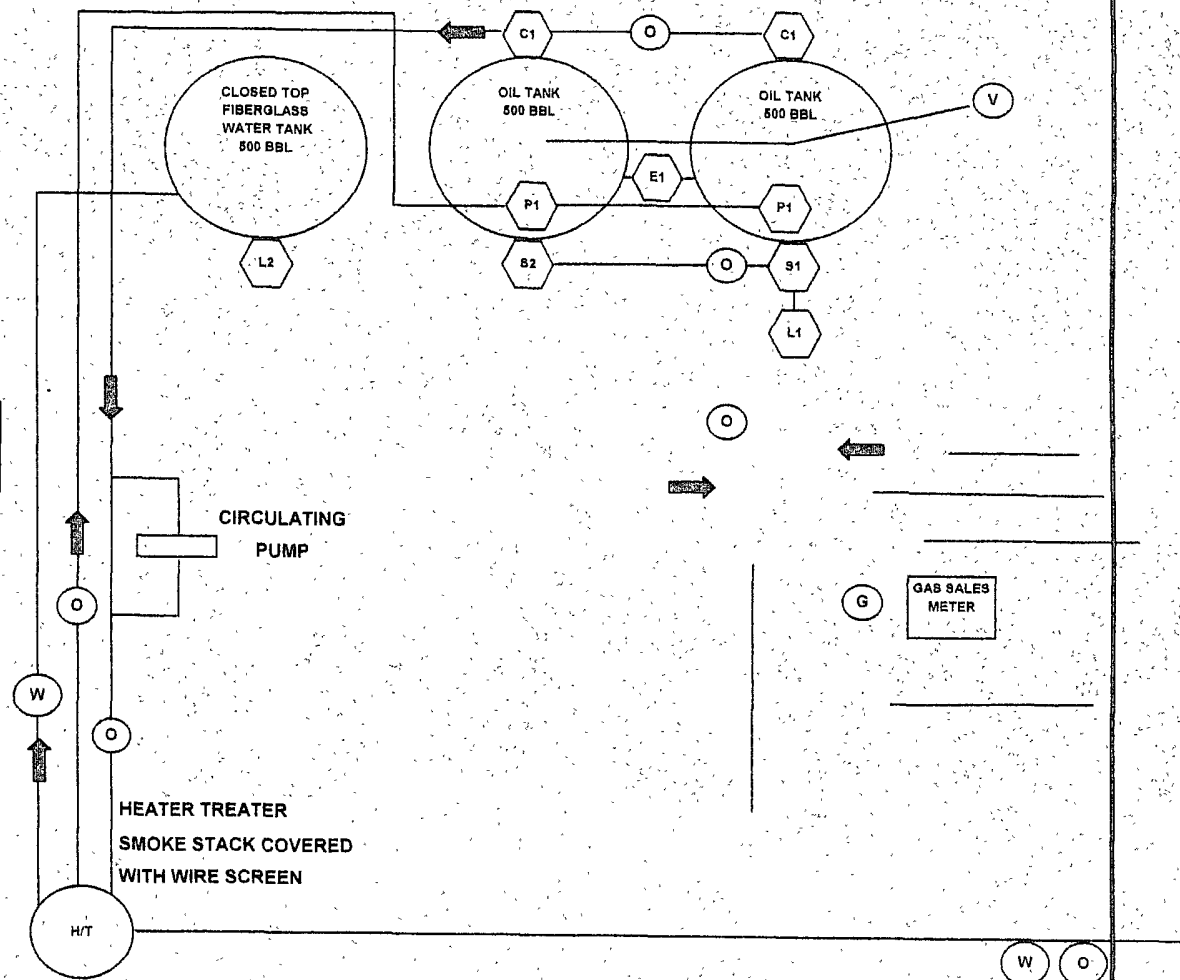 C1
O
C1
CLOSED TOP
FIBERGLASS
WATER TANK
500 BBL
OIL TANK
500 BBL
OIL TANK
500 BBL
V
E1
P1
P1
L2
S2
O
S1
L1
O
CIRCULATING
PUMP
O
G
GAS SALES
METER
W
O
HEATER TREATER
SMOKE STACK COVERED
WITH WIRE SCREEN
H/T
W
O